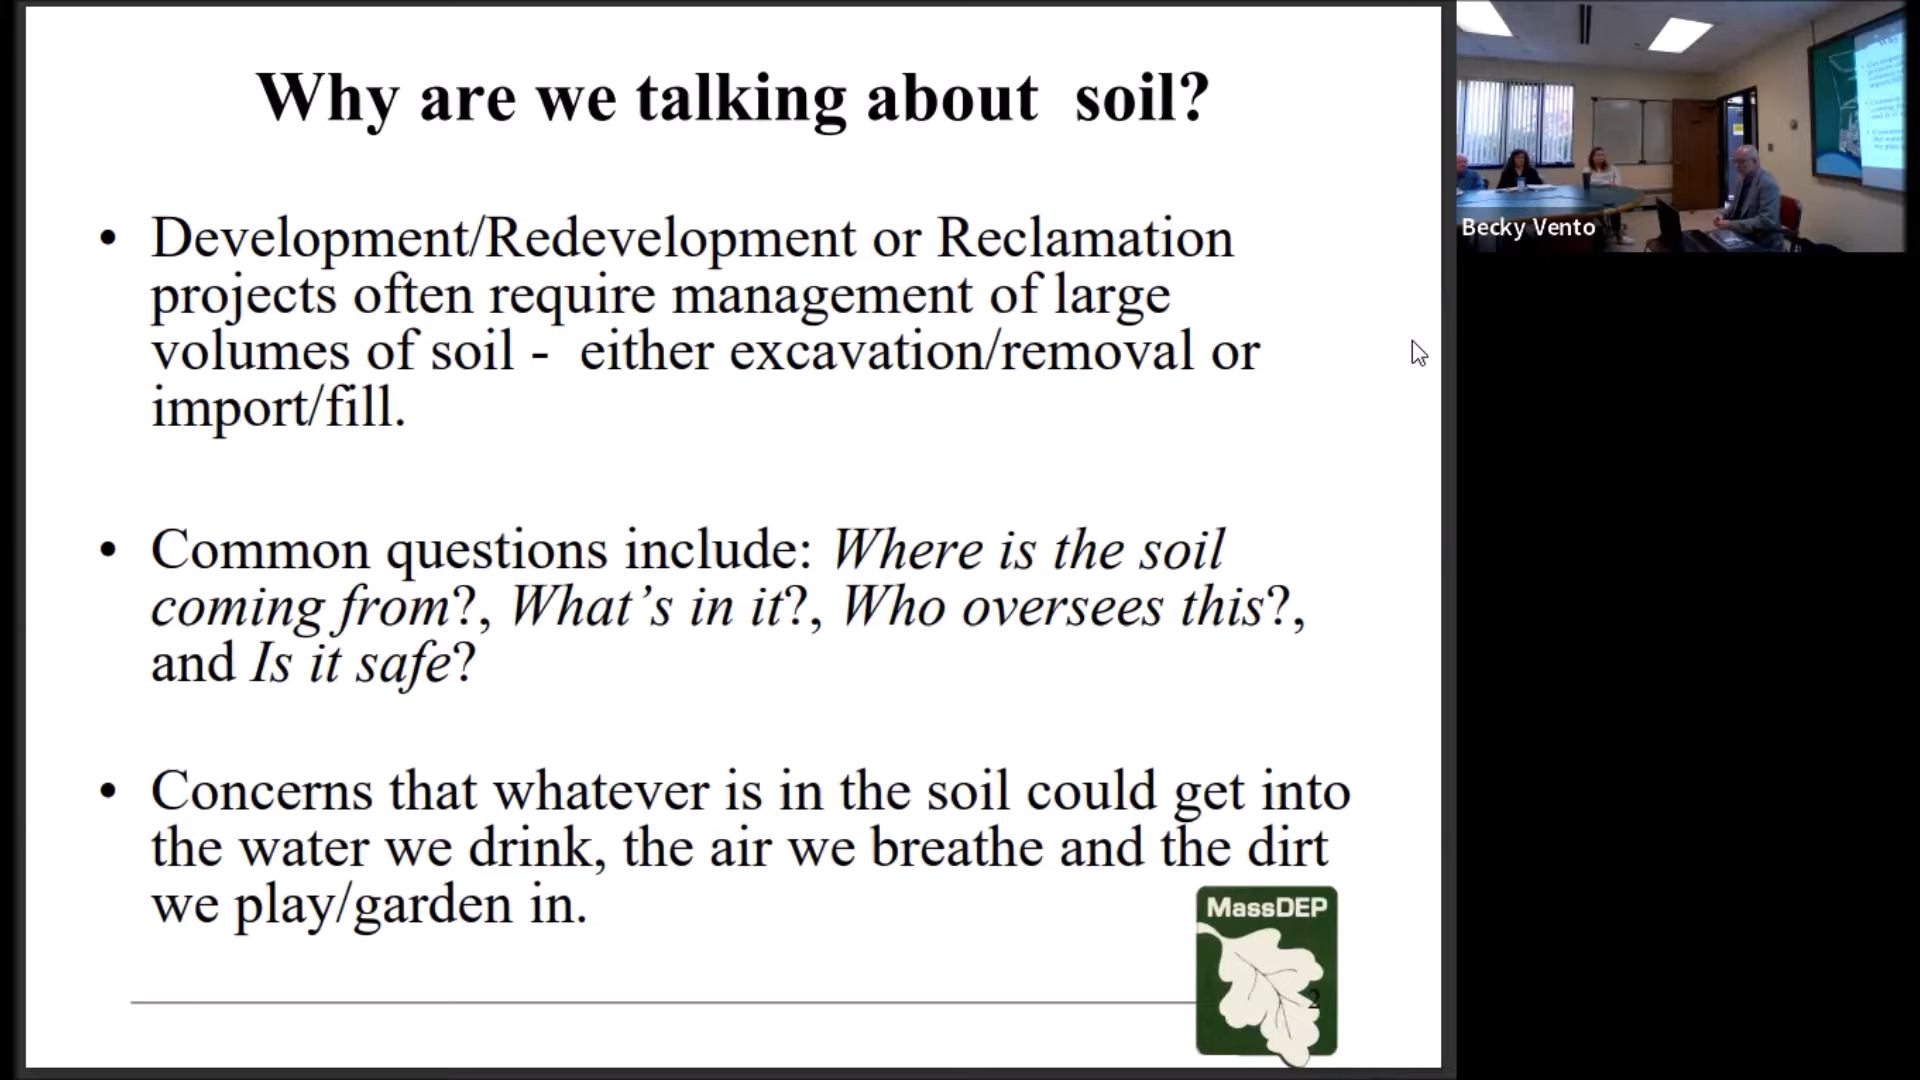 Why are we talking about  soil?
• Development/Redevelopment or Reclamation
projects often require management of large
volumes of soil -  either excavation/removal or
import/fill.
• Common questions include: Where is the soil
coming from?, What’s in it?, Who oversees this?,
and Is it safe?
• Concerns that whatever is in the soil could get into
the water we drink, the air we breathe and the dirt
we play/garden in.
MassDEP
2
Becky Vento